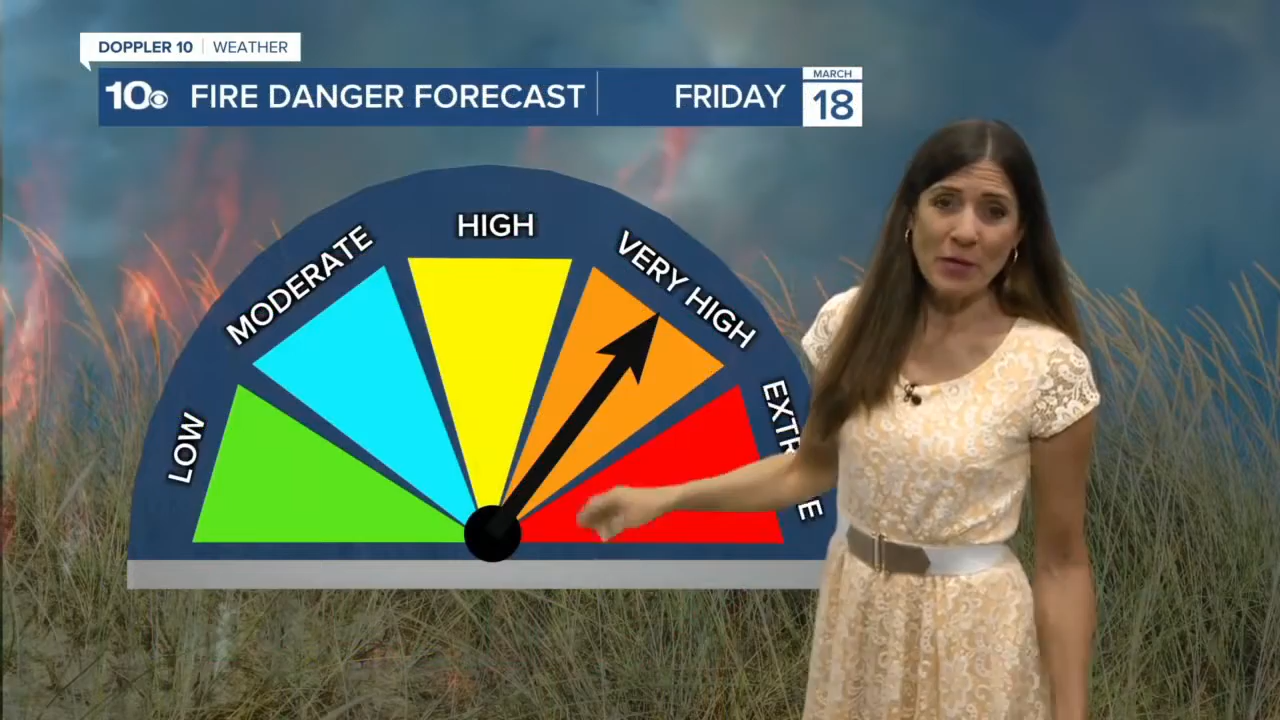 DOPPLER 10 | WEATHER
10 FIRE DANGER FORECAST
FRIDAY
MARCH
18
LOW
MODERATE
HIGH
VERY HIGH